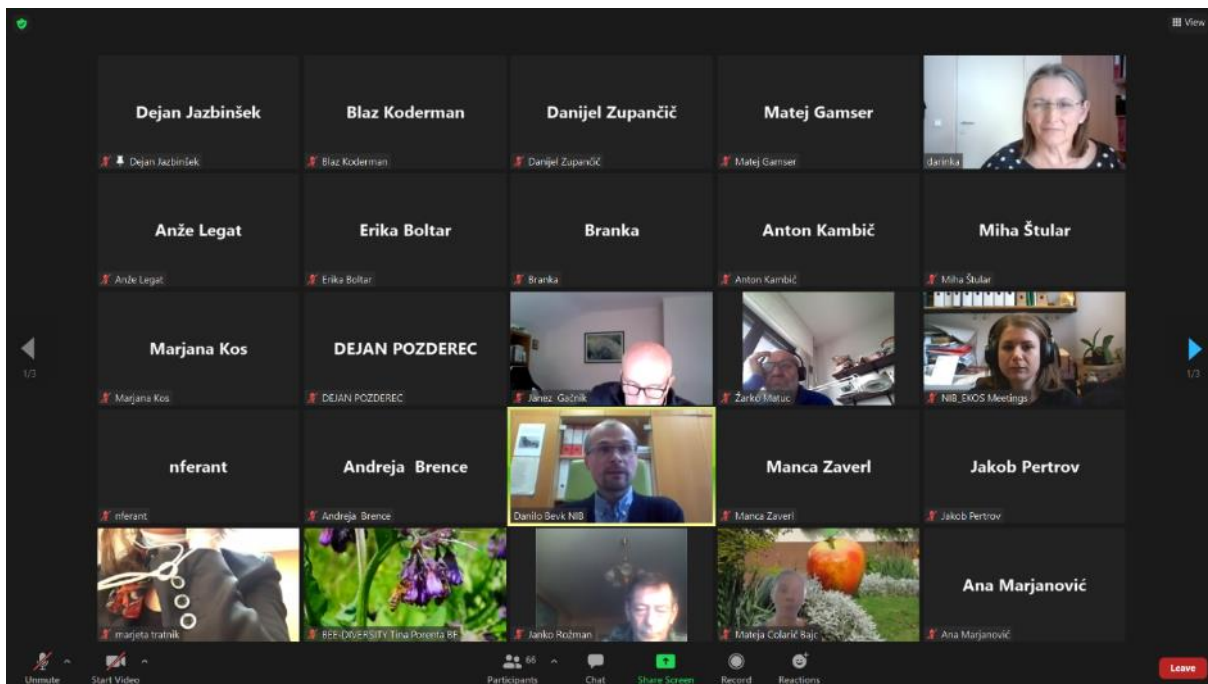 View
Dejan Jazbinšek
Blaz Koderman
Danijel Zupančič
Matej Gamser
Dejan Jazbinšek
Blaz Koderman
Danijel Zupančič
Matej Gamser
darinka
Anže Legat
Erika Boltar
Branka
Anton Kambič
Miha Štular
Anže Legat
Erika Boltar
Branka
Anton Kambič
Miha Štular
Marjana Kos
DEJAN POZDEREC
1/3
1/3
Marjana Kos
DEJAN POZDEREC
Janez Gačnik
Žarko Matuc
NIB_EKOS Meetings
nferant
Andreja Brence
Manca Zaverl
Jakob Pertrov
nferant
Andreja Brence
Danilo Bevk NIB
Manca Zaverl
Jakob Pertrov
Ana Marjanović
marjeta tratnik
BEE-DIVERSITY Tina Porenta BF
Janko Rožman
Mateja Colarič Bajc
Ana Marjanović
Unmute
Start Video
Participants
66
Chat
Share Screen
Record
Reactions
Leave